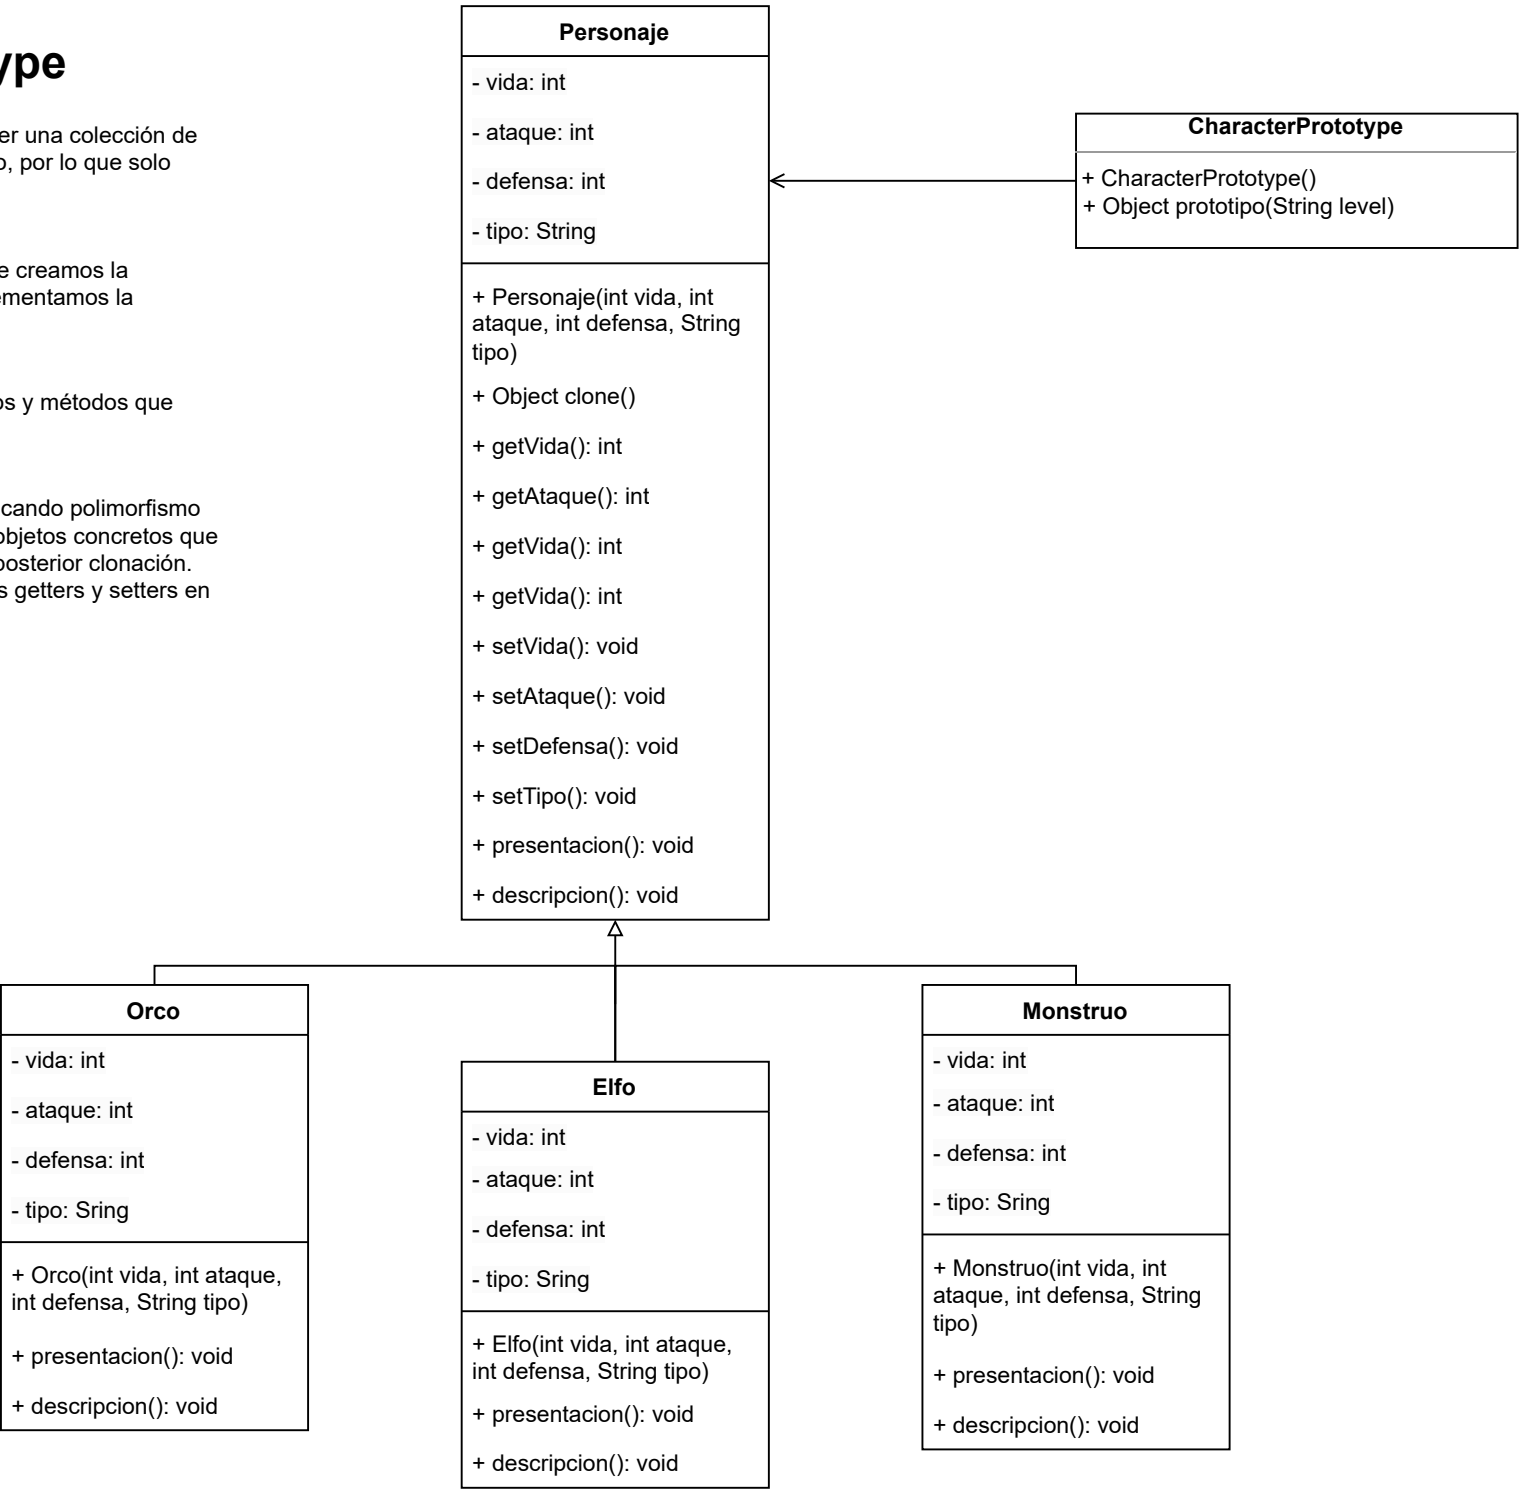 ype
er una colección de
o, por lo que solo
e creamos la
ementamos la
os y métodos que
cando polimorfismo
objetos concretos que
posterior clonación.
s getters y setters en
Personaje
- vida: int
- ataque: int
- defensa: int
- tipo: String
+ Personaje(int vida, int
ataque, int defensa, String
tipo)
+ Object clone()
+ getVida(): int
+ getAtaque(): int
+ getVida(): int
+ getVida(): int
+ setVida(): void
+ setAtaque(): void
+ setDefensa(): void
+ setTipo(): void
+ presentacion(): void
+ descripcion(): void
CharacterPrototype
+ CharacterPrototype()
+ Object prototipo(String level)
Orco
- vida: int
- ataque: int
- defensa: int
- tipo: Sring
+ Orco(int vida, int ataque,
int defensa, String tipo)
+ presentacion(): void
+ descripcion(): void
Elfo
- vida: int
- ataque: int
- defensa: int
- tipo: Sring
+ Elfo(int vida, int ataque,
int defensa, String tipo)
+ presentacion(): void
+ descripcion(): void
Monstruo
- vida: int
- ataque: int
- defensa: int
- tipo: Sring
+ Monstruo(int vida, int
ataque, int defensa, String
tipo)
+ presentacion(): void
+ descripcion(): void